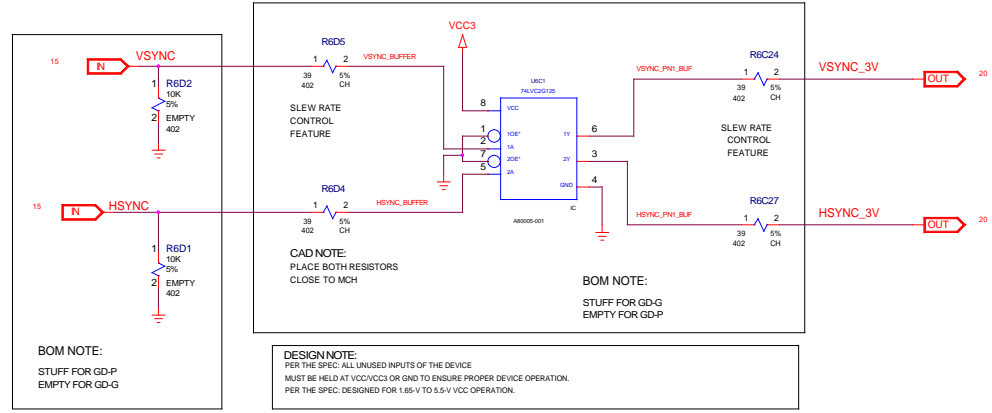 15
IN
VSYNC
1
R6D2
10K
5%
2
EMPTY
402
15
IN
HSYNC
1
R6D1
10K
5%
2
EMPTY
402
BOM NOTE:
STUFF FOR GD-P
EMPTY FOR GD-G
R6D5
1 2
39 5%
402 CH
VSYNC_BUFFER
SLEW RATE
CONTROL
FEATURE
VCC3
R6D4
1 2
39 5%
402 CH
HSYNC_BUFFER
CAD NOTE:
PLACE BOTH RESISTORS
CLOSE TO MCH
U6C1
74LVC2G125
8 VCC
1 1OE*
2 1A
7 2OE*
5 2A
1Y 6
2Y 3
GND 4
IC
A80005-001
VSYNC_PN1_BUF
R6C24
1 2
39 5%
402 CH
VSYNC_3V
OUT
20
SLEW RATE
CONTROL
FEATURE
HSYNC_PN1_BUF
R6C27
1 2
39 5%
402 CH
HSYNC_3V
OUT
20
BOM NOTE:
STUFF FOR GD-G
EMPTY FOR GD-P
DESIGN NOTE:
PER THE SPEC: ALL UNUSED INPUTS OF THE DEVICE
MUST BE HELD AT VCC/VCC3 OR GND TO ENSURE PROPER DEVICE OPERATION.
PER THE SPEC: DESIGNED FOR 1.65-V TO 5.5-V VCC OPERATION.